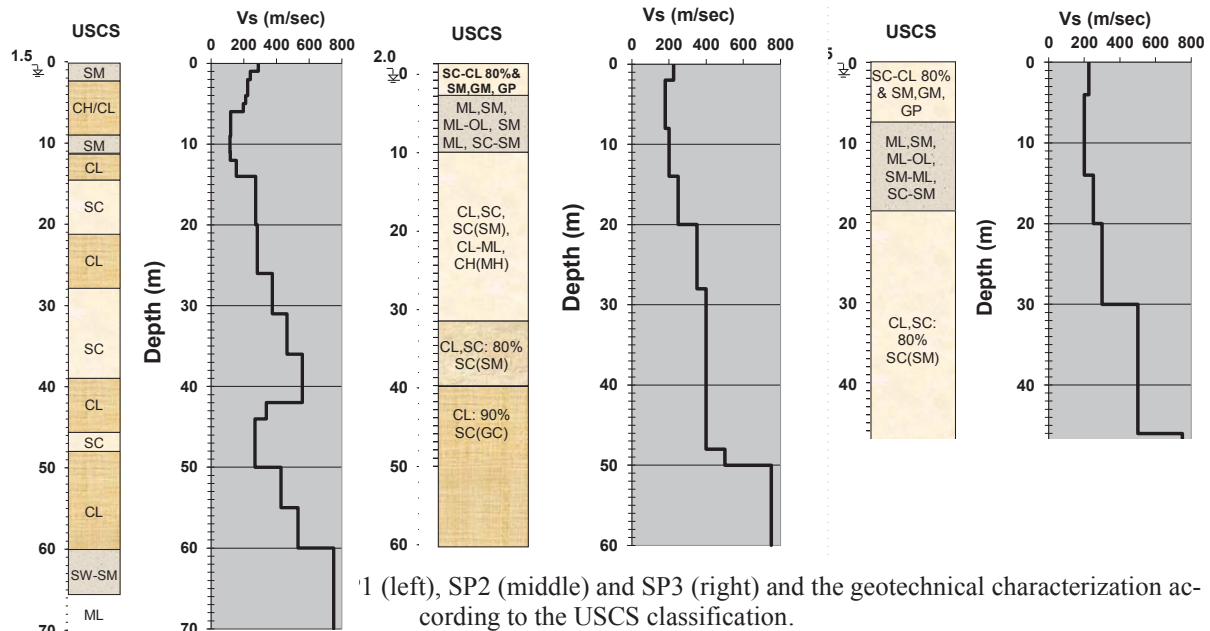 USCS
1.5
0
10
20
30
40
50
60
70
SM
CH/CL
SM
CL
SC
CL
SC
CL
SC
CL
SW-SM
ML
Vs (m/sec)
0 200 400 600 800
Depth (m)
0
10
20
30
40
50
60
70
USCS
2.0
0
10
20
30
40
50
60
SC-CL 80%&
SM,GM, GP
ML,SM,
ML-OL, SM
ML, SC-SM
CL,SC,
SC(SM),
CL-ML,
CH(MH)
CL,SC: 80%
SC(SM)
CL: 90%
SC(GC)
Vs (m/sec)
0 200 400 600 800
Depth (m)
0
10
20
30
40
50
60
USCS
0
10
20
30
40
SC-CL 80%
& SM,GM,
GP
ML,SM,
ML-OL,
SM-ML,
SC-SM
CL,SC:
80%
SC(SM)
Vs (m/sec)
0 200 400 600 800
Depth (m)
0
10
20
30
40
1 (left), SP2 (middle) and SP3 (right) and the geotechnical characterization ac-
cording to the USCS classification.